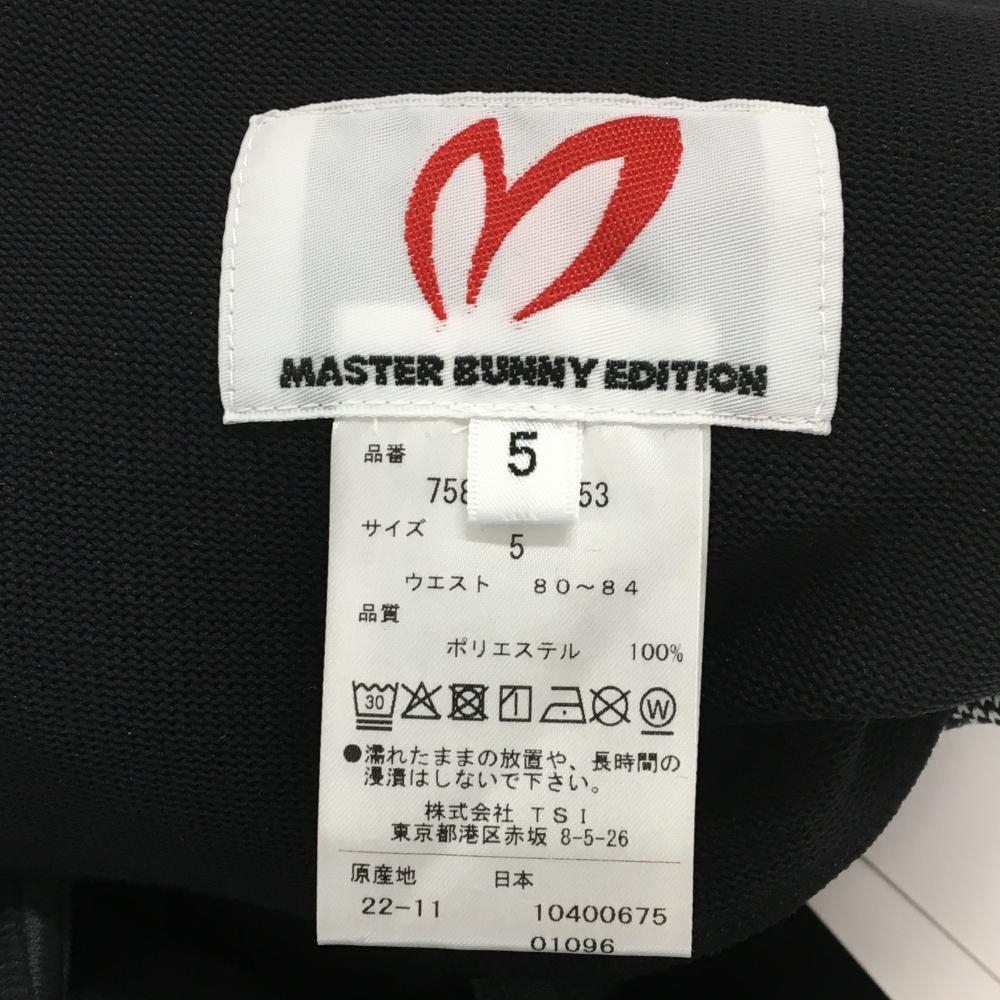 MASTER BUNNY EDITION
5
品番
758 53
サイズ
5
ウエスト 80~84
品質
ポリエステル 100%
30
W
●濡れたままの放置や、長時間の
浸漬はしないで下さい。
株式会社 TSI
東京都港区赤坂 8-5-26
原産地 日本
22-11 10400675
01096